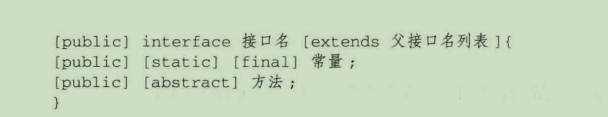 [public] interface 接口名 [extends 父接口名列表]{
[public] [static] [final] 常量;
[public] [abstract] 方法;
}